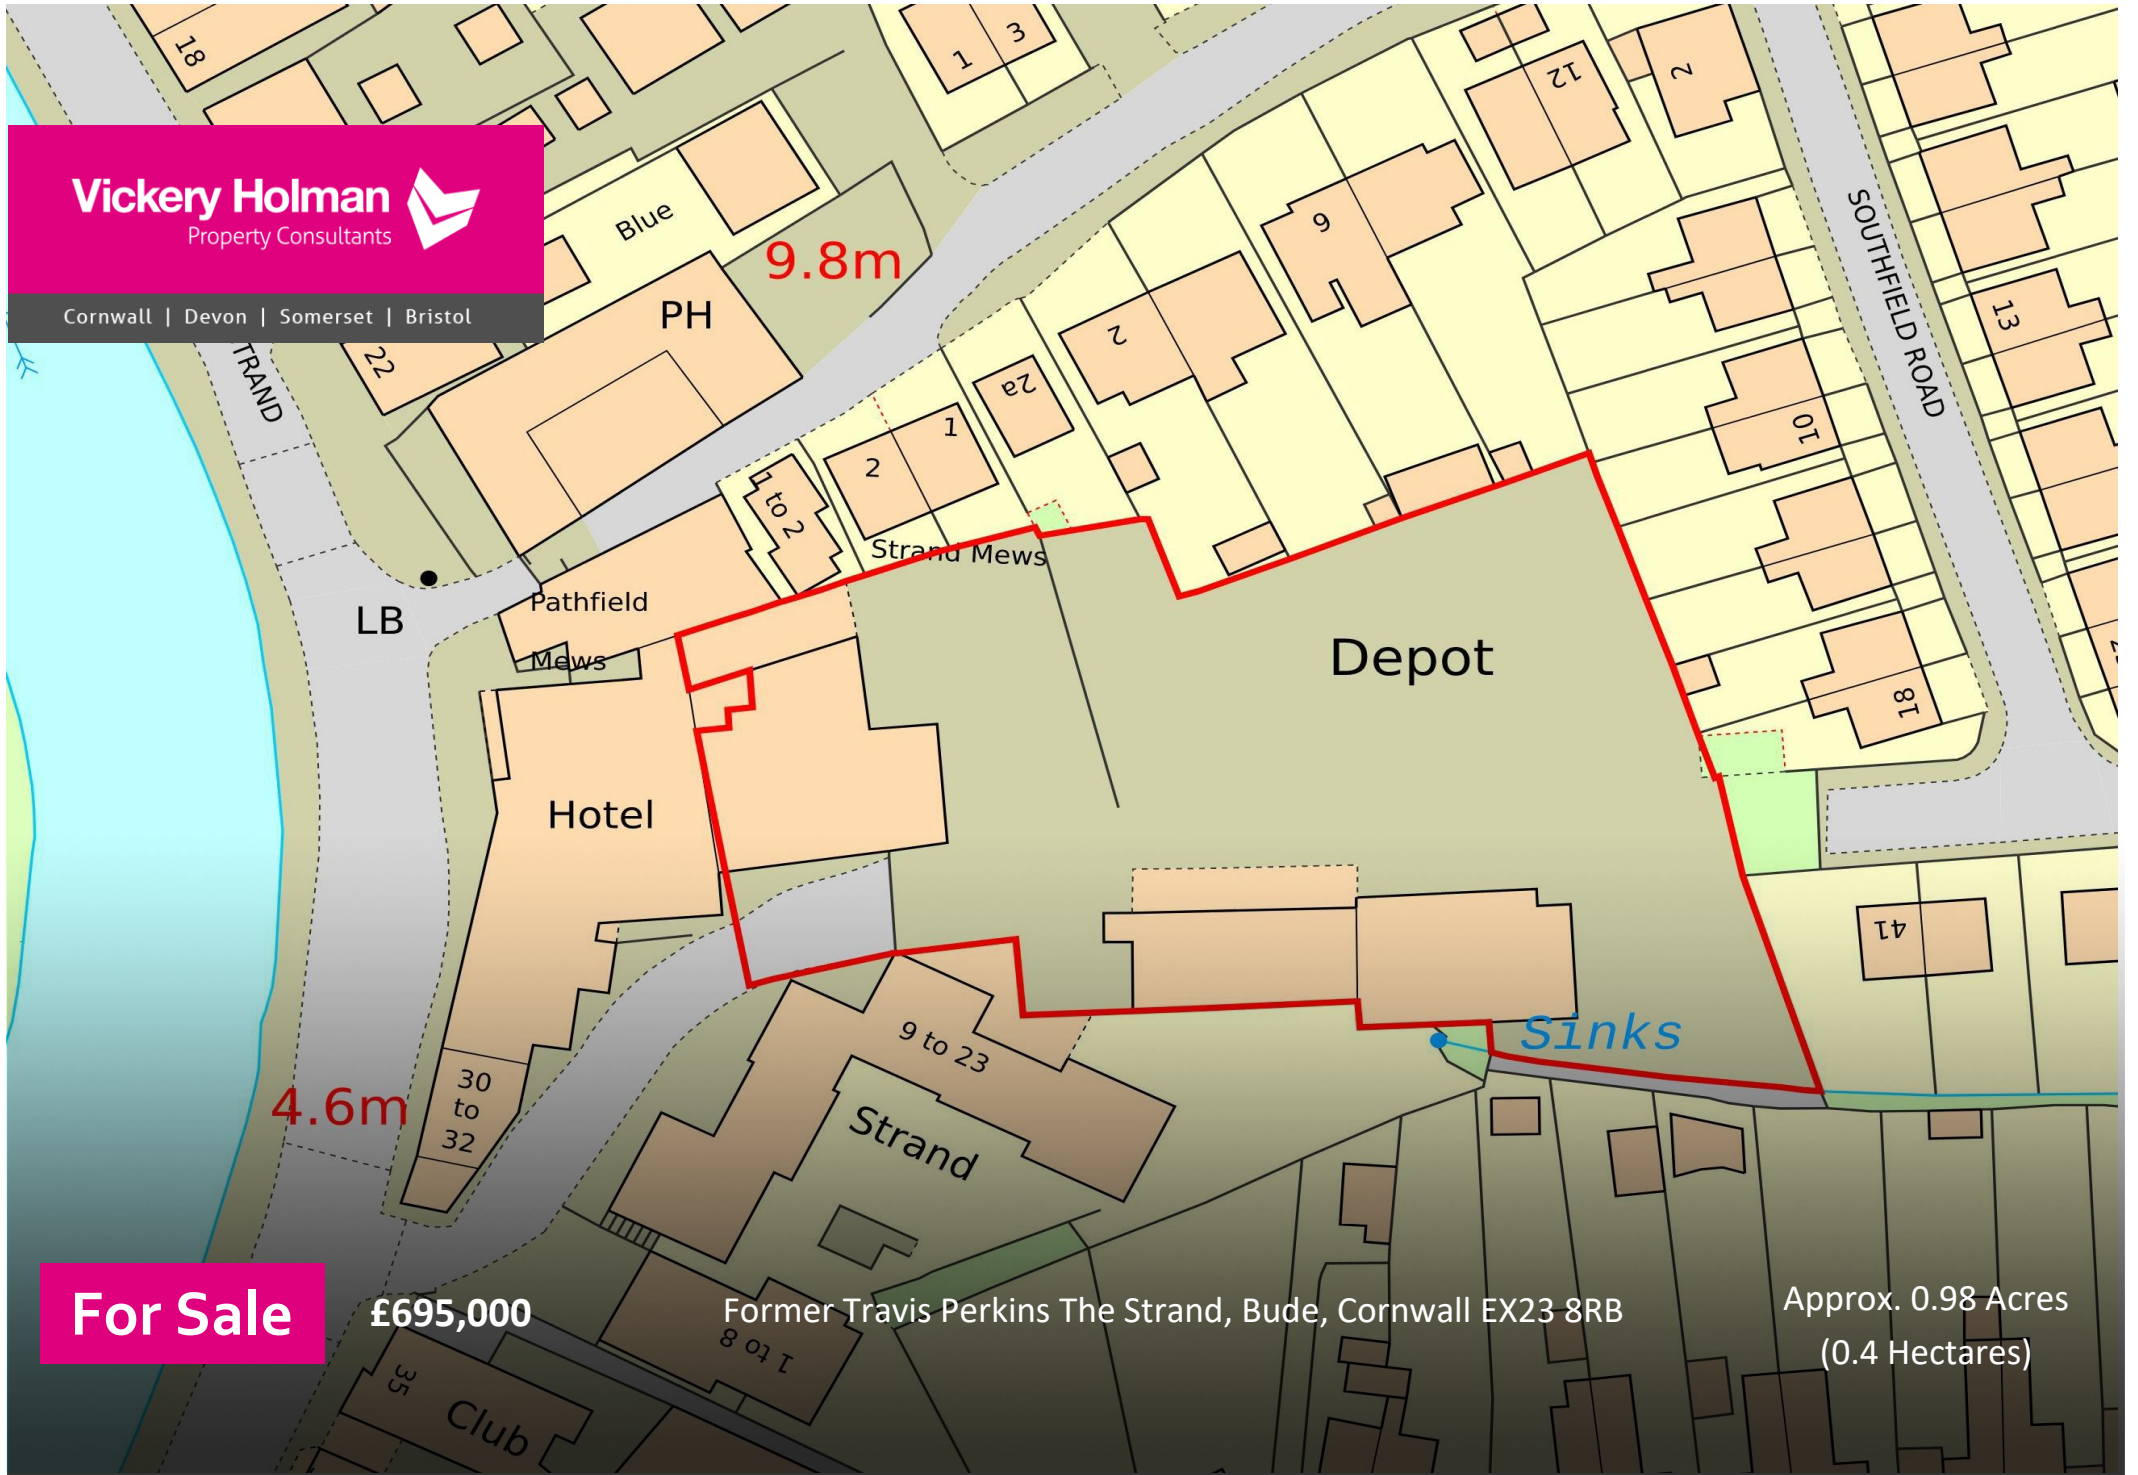 18
1
3
12
2
Vickery Holman
Property Consultants
Cornwall | Devon | Somerset | Bristol
Blue
9.8m
9
SOUTHFIELD ROAD
PH
13
TRAND
22
2
2a
1
2
10
1 to 2
Strand Mews
LB
Pathfield
Mews
Depot
18
Hotel
41
9 to 23
Sinks
30
to
32
4.6m
Strand
For Sale
£695,000
Former Travis Perkins The Strand, Bude, Cornwall EX23 8RB
Approx. 0.98 Acres
(0.4 Hectares)
1 to 8
35
Club